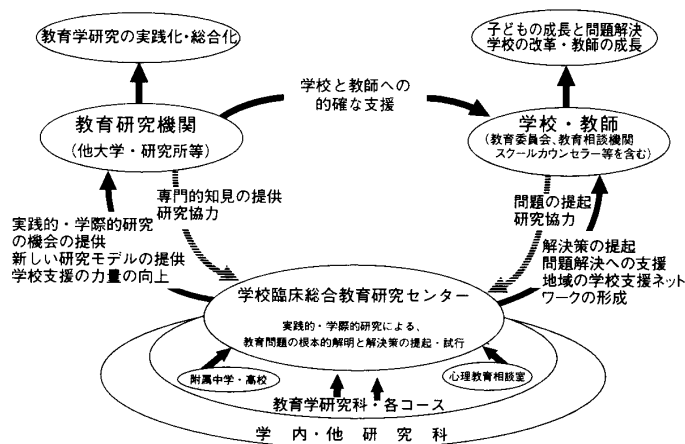 教育学研究の実践化・総合化
子どもの成長と問題解決
学校の改革・教師の成長
学校と教師への
的確な支援
教育研究機関
(他大学・研究所等)
学校・教師
(教育委員会、教育相談機関
スクールカウンセラー等を含む)
専門的知見の提供
研究協力
問題の提起
研究協力
実践的・学際的研究
の機会の提供
新しい研究モデルの提供
学校支援の力量の向上
解決策の提起
問題解決への支援
地域の学校支援ネット
ワークの形成
学校臨床総合教育研究センター
実践的・学際的研究による、
教育問題の根本的解明と解決策の提起・試行
附属中学・高校
心理教育相談室
教育学研究科・各コース
学内・他研究科